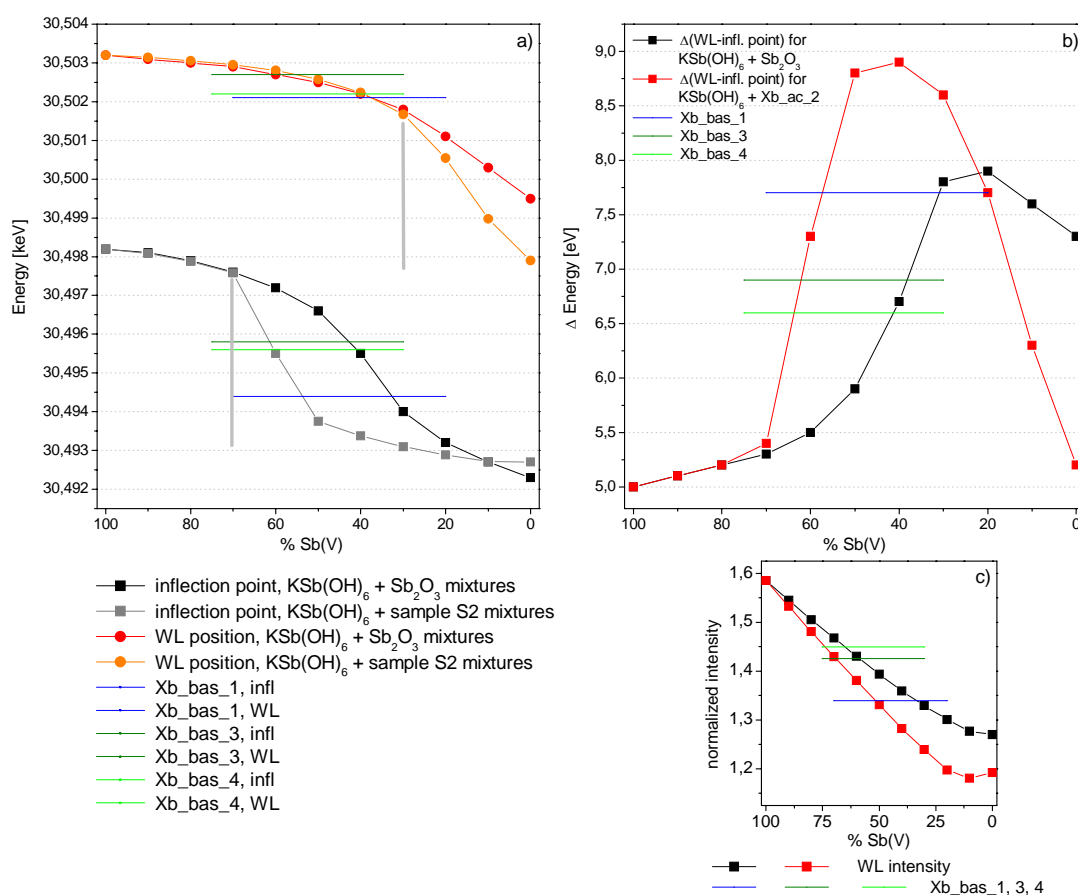 30,504
30,503
30,502
30,501
30,500
30,499
30,498
30,497
30,496
30,495
30,494
30,493
30,492
Energy [keV]
a)
100 80 60 40 20 0
% Sb(V)
inflection point, KSb(OH)6 + Sb2O3 mixtures
inflection point, KSb(OH)6 + sample S2 mixtures
WL position, KSb(OH)6 + Sb2O3 mixtures
WL position, KSb(OH)6 + sample S2 mixtures
Xb_bas_1, infl
Xb_bas_1, WL
Xb_bas_3, infl
Xb_bas_3, WL
Xb_bas_4, infl
Xb_bas_4, WL
b)
Δ(WL-infl. point) for
KSb(OH)6 + Sb2O3
Δ(WL-infl. point) for
KSb(OH)6 + Xb_ac_2
Xb_bas_1
Xb_bas_3
Xb_bas_4
9,0
8,5
8,0
7,5
7,0
6,5
6,0
5,5
5,0
Δ Energy [eV]
100 80 60 40 20 0
% Sb(V)
c)
1,6
1,5
1,4
1,3
1,2
normalized intensity
100 75 50 25 0
% Sb(V)
WL intensity
Xb_bas_1, 3, 4